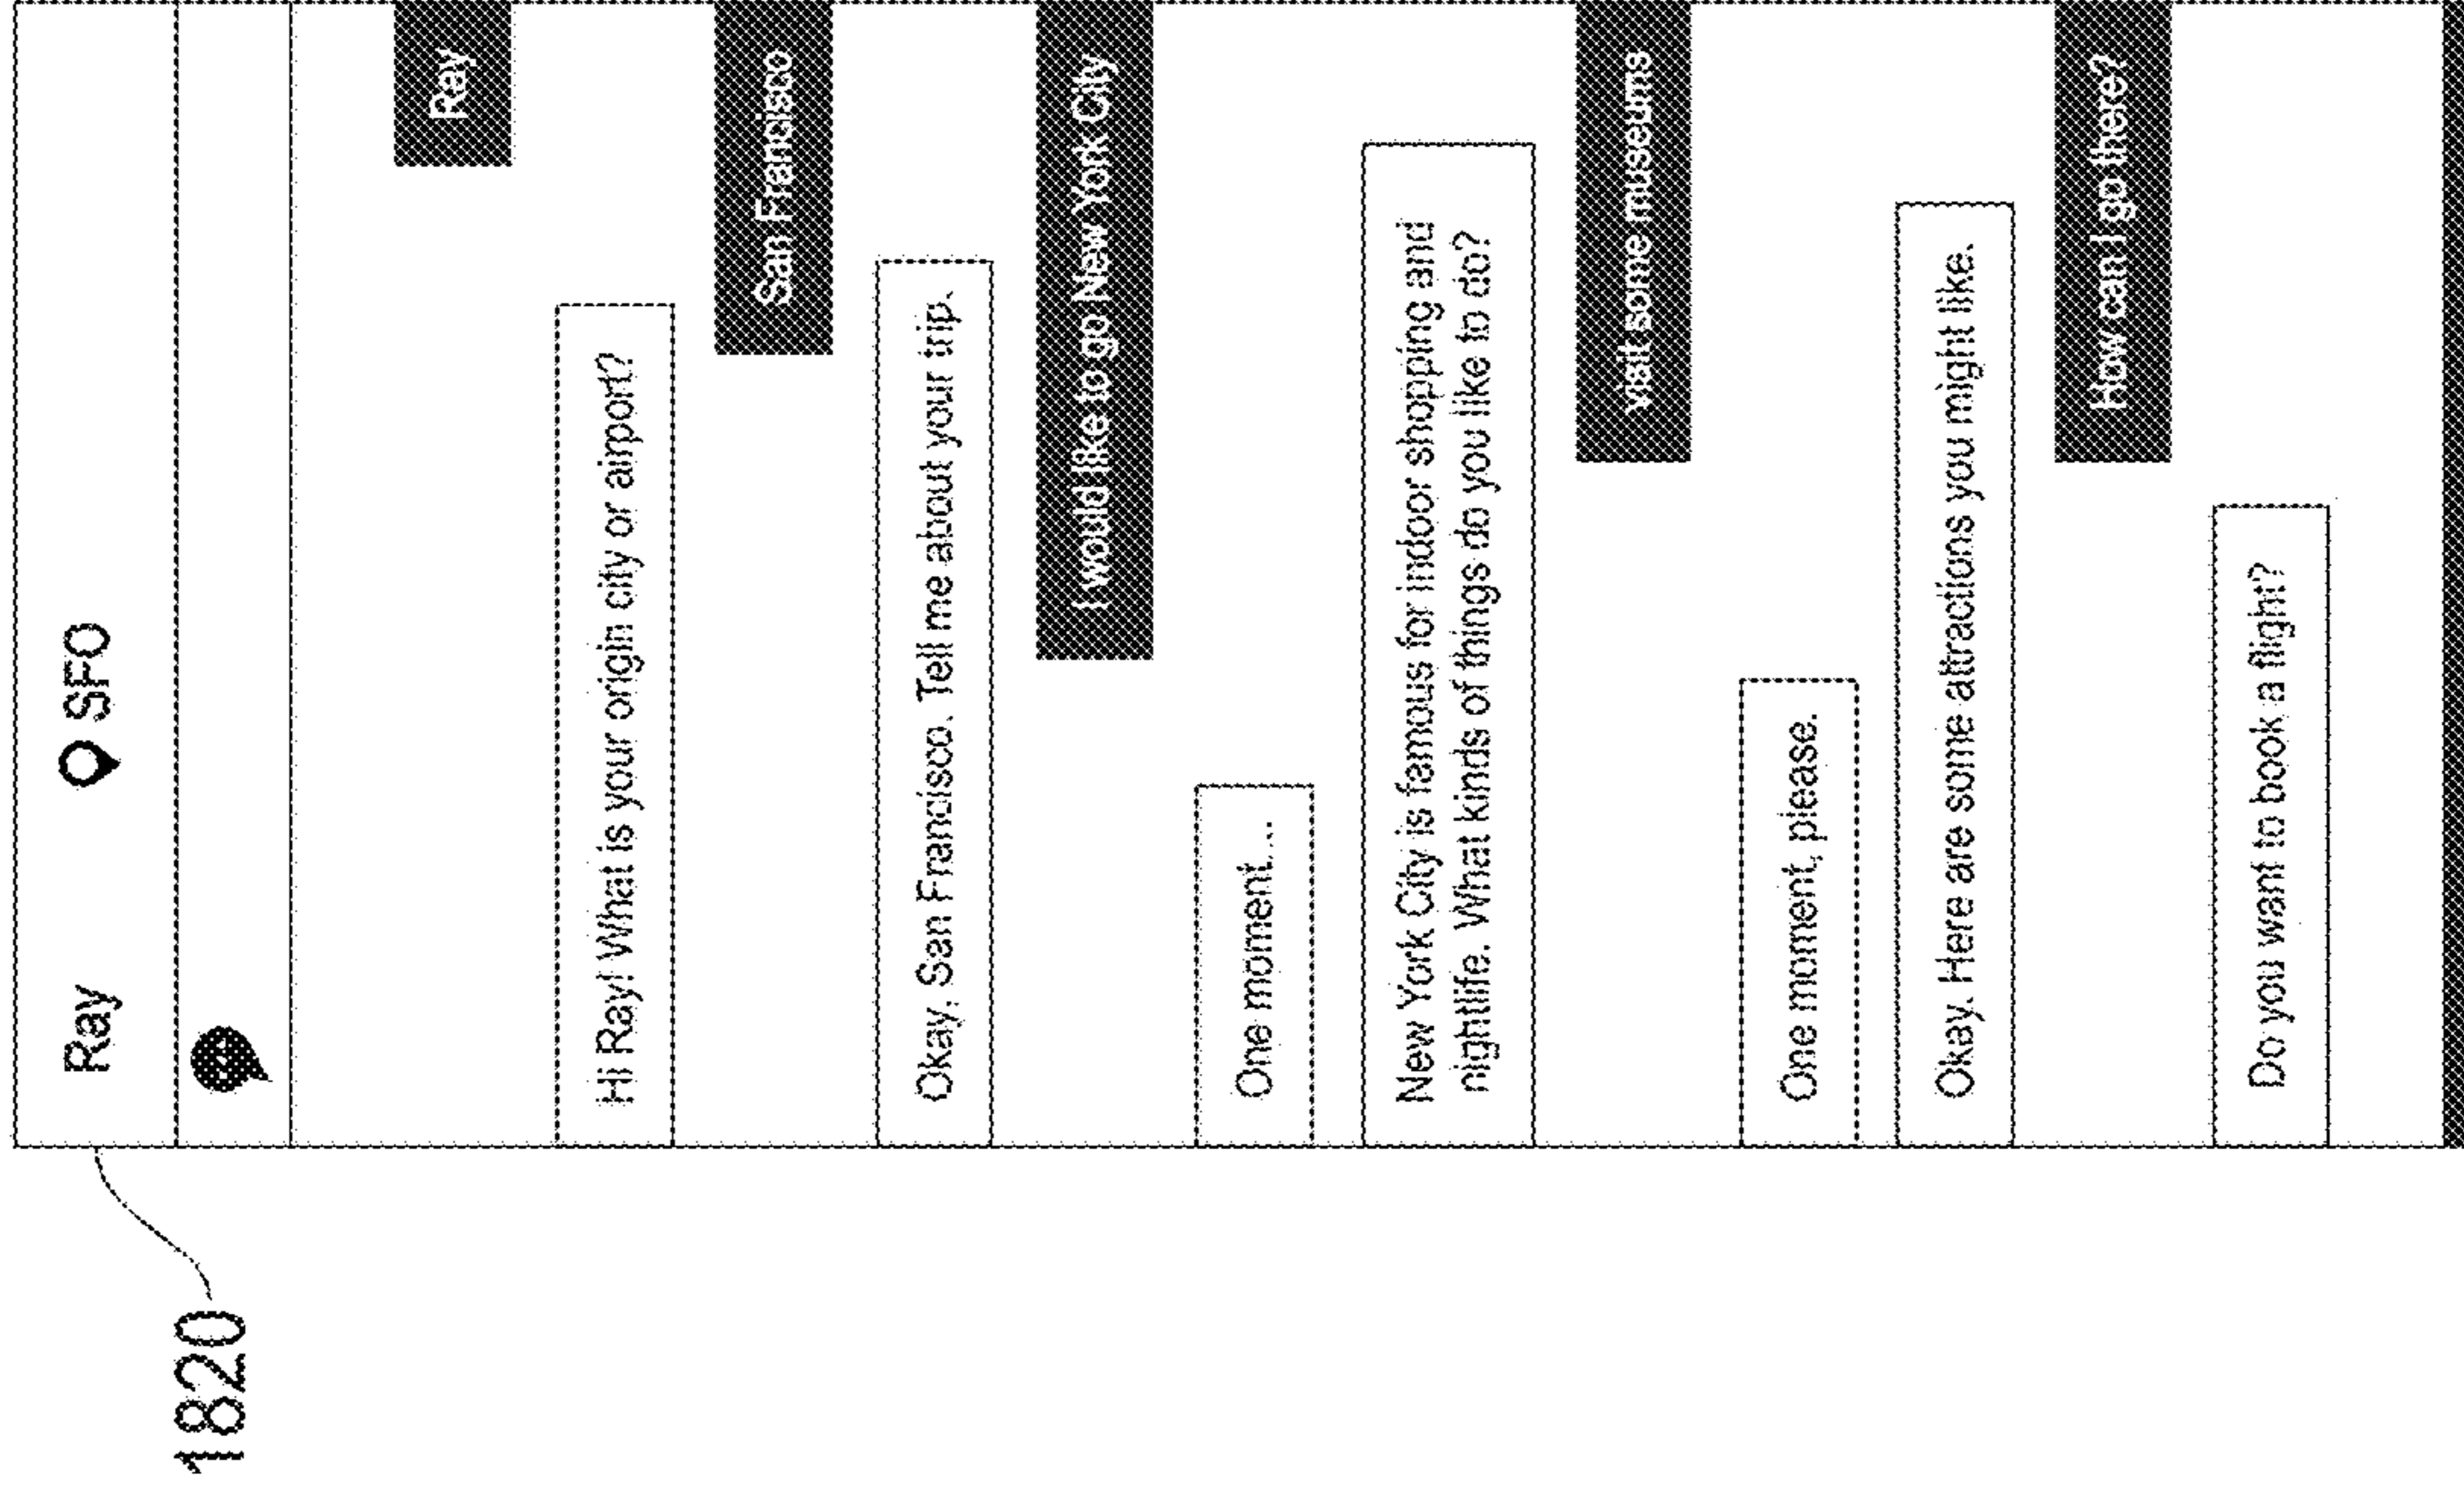 1820
Ray SFO
Ray
Hi Ray! What is your origin city or airport?
San Francisco
Okay, San Francisco. Tell me about your trip.
I would like to go New York City
One moment...
New York City is famous for indoor shopping and
nightlife. What kinds of things do you like to do?
visit some museums
One moment, please.
Okay. Here are some attractions you might like.
How can I go there?
Do you want to book a flight?